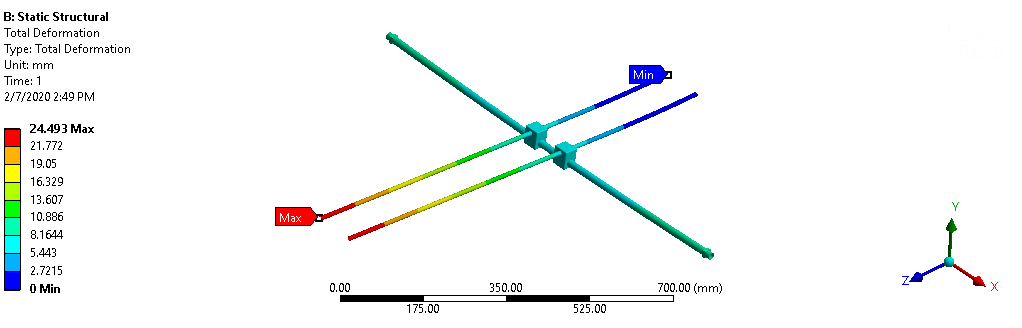 B: Static Structural
Total Deformation
Type: Total Deformation
Unit: mm
Time: 1
2/7/2020 2:49 PM
24.493 Max
21.772
19.05
16.329
13.607
10.886
8.1644
5.443
2.7215
0 Min
Min
Max
0.00 350.00 700.00 (mm)
175.00 525.00
Y
Z X